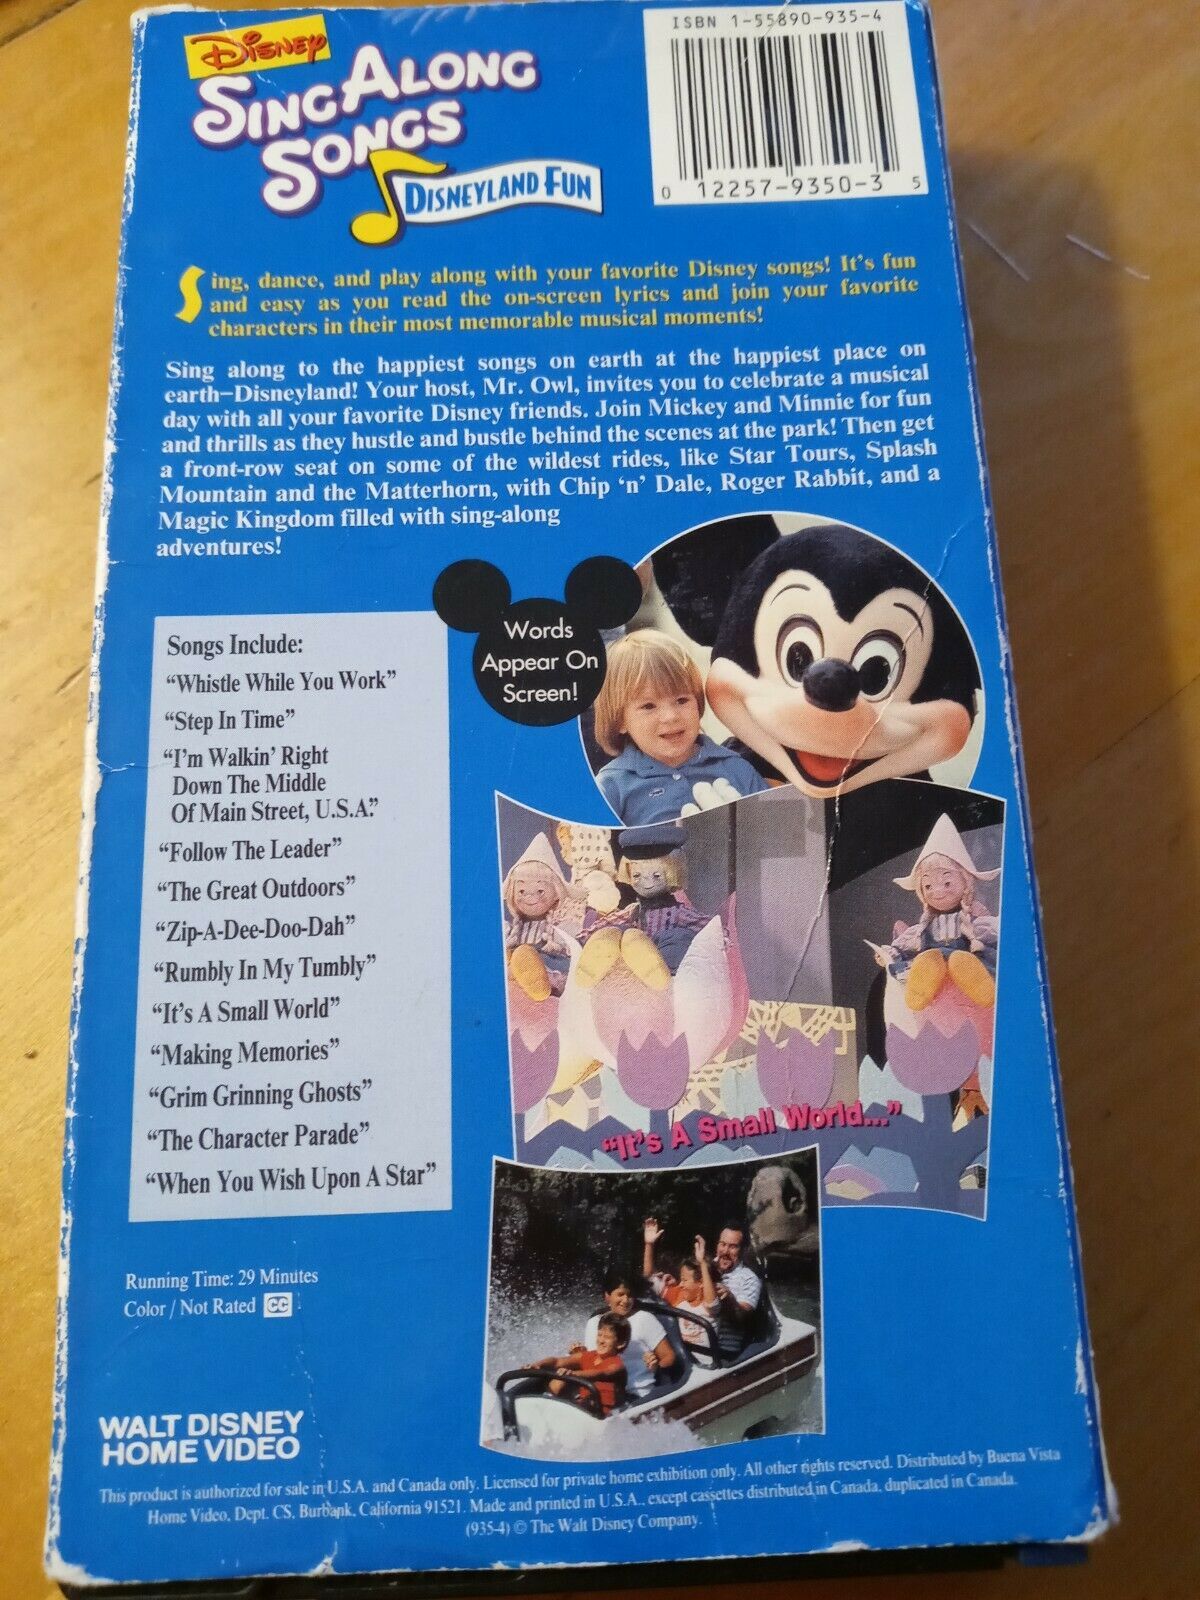 DISNEY
SING ALONG
SONGS
DISNEYLAND FUN
ISBN 1-55890-935-4
0 12257-9350-3 5
Sing, dance, and play along with your favorite Disney songs! It's fun
and easy as you read the on-screen lyrics and join your favorite
characters in their most memorable musical moments!
Sing along to the happiest songs on earth at the happiest place on
earth—Disneyland! Your host, Mr. Owl, invites you to celebrate a musical
day with all your favorite Disney friends. Join Mickey and Minnie for fun
and thrills as they hustle and bustle behind the scenes at the park! Then get
a front-row seat on some of the wildest rides, like Star Tours, Splash
Mountain and the Matterhorn, with Chip 'n' Dale, Roger Rabbit, and a
Magic Kingdom filled with sing-along
adventures!
Words
Appear On
Screen!
Songs Include:
"Whistle While You Work"
"Step In Time"
"I'm Walkin' Right
Down The Middle
Of Main Street, U.S.A."
"Follow The Leader"
"The Great Outdoors"
"Zip-A-Dee-Doo-Dah"
"Rumbly In My Tumbly"
"It's A Small World"
"Making Memories"
"Grim Grinning Ghosts"
"The Character Parade"
"When You Wish Upon A Star"
"It's A Small World..."
Running Time: 29 Minutes
Color / Not Rated CC
WALT DISNEY
HOME VIDEO
This product is authorized for sale in U.S.A. and Canada only. Licensed for private home exhibition only. All other rights reserved. Distributed by Buena Vista
Home Video, Dept. CS, Burbank, California 91521. Made and printed in U.S.A., except cassettes distributed in Canada, duplicated in Canada.
(935-4) © The Walt Disney Company.